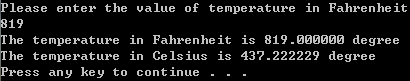 Please enter the value of temperature in Fahrenheit
819
The temperature in Fahrenheit is 819.000000 degree
The temperature in Celsius is 437.222229 degree
Press any key to continue . . .